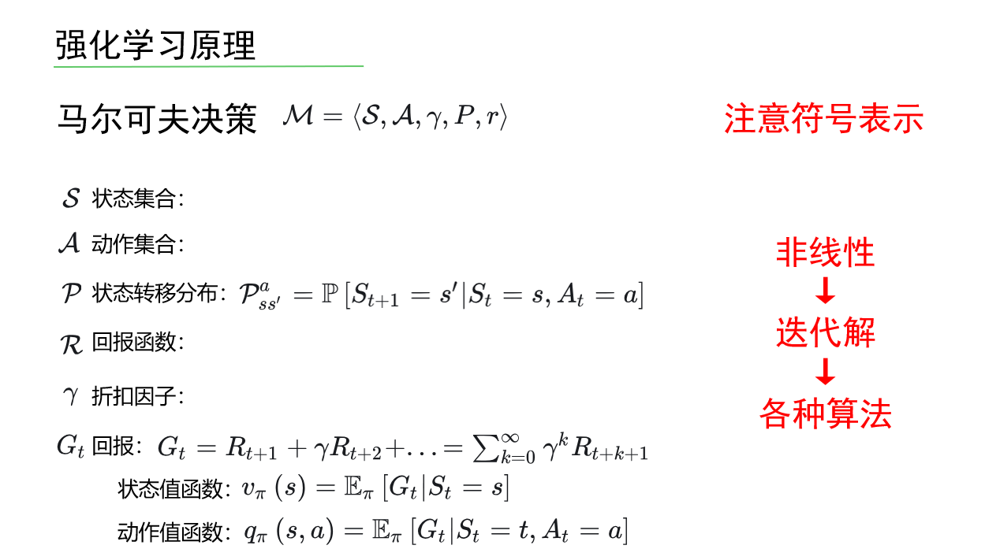 强化学习原理
马尔可夫决策 $\mathcal{M} = \langle \mathcal{S}, \mathcal{A}, \gamma, P, r \rangle$
注意符号表示
$\mathcal{S}$ 状态集合：
$\mathcal{A}$ 动作集合：
$\mathcal{P}$ 状态转移分布：$\mathcal{P}_{ss'}^{a} = \mathbb{P}\left[S_{t+1} = s' | S_t = s, A_t = a\right]$
$\mathcal{R}$ 回报函数：
$\gamma$ 折扣因子：
$G_t$ 回报：$G_t = R_{t+1} + \gamma R_{t+2} + \ldots = \sum_{k=0}^{\infty} \gamma^k R_{t+k+1}$
状态值函数：$v_\pi(s) = \mathbb{E}_\pi\left[G_t | S_t = s\right]$
动作值函数：$q_\pi(s, a) = \mathbb{E}_\pi\left[G_t | S_t = t, A_t = a\right]$
非线性
↓
迭代解
↓
各种算法